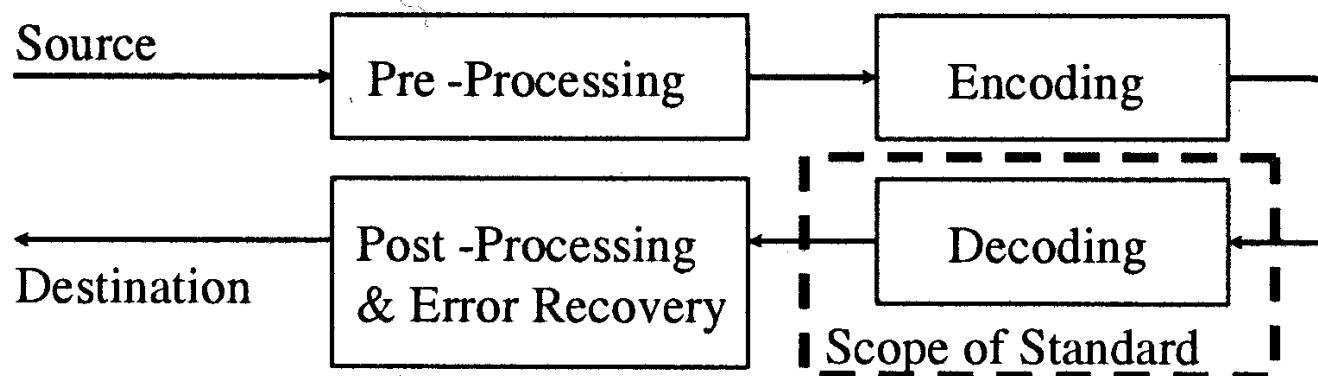 Source
Pre -Processing
Encoding
Post -Processing
& Error Recovery
Decoding
Destination
Scope of Standard